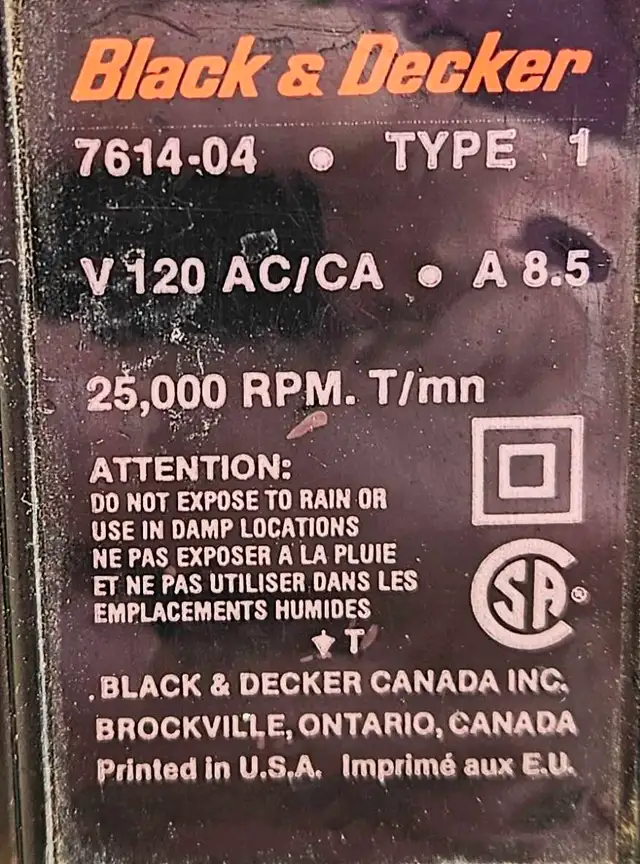 Black & Decker
7614-04 • TYPE 1
V 120 AC/CA • A 8.5
25,000 RPM. T/mn
ATTENTION:
DO NOT EXPOSE TO RAIN OR
USE IN DAMP LOCATIONS
NE PAS EXPOSER A LA PLUIE
ET NE PAS UTILISER DANS LES
EMPLACEMENTS HUMIDES
SA®
T
BLACK & DECKER CANADA INC.
BROCKVILLE, ONTARIO, CANADA
Printed in U.S.A. Imprimé aux E.U.